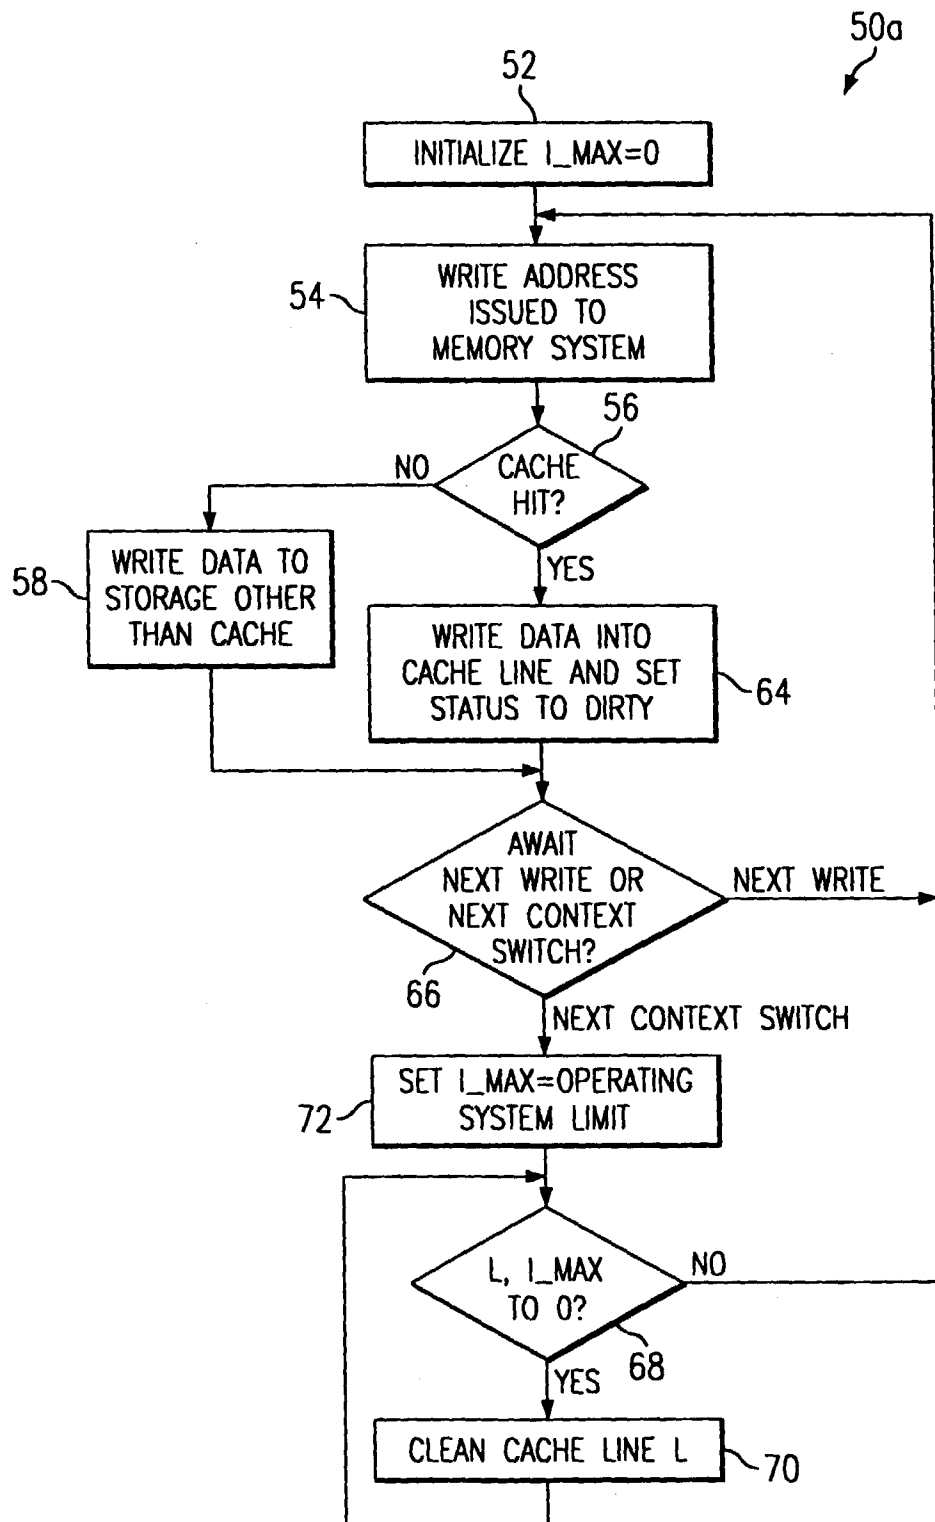 50a
52
INITIALIZE I_MAX=0
54
WRITE ADDRESS
ISSUED TO
MEMORY SYSTEM
56
CACHE
HIT?
NO
YES
58
WRITE DATA TO
STORAGE OTHER
THAN CACHE
WRITE DATA INTO
CACHE LINE AND SET
STATUS TO DIRTY
64
AWAIT
NEXT WRITE OR
NEXT CONTEXT
SWITCH?
NEXT WRITE
66
NEXT CONTEXT SWITCH
72
SET I_MAX=OPERATING
SYSTEM LIMIT
L, I_MAX
TO 0?
NO
68
YES
CLEAN CACHE LINE L
70